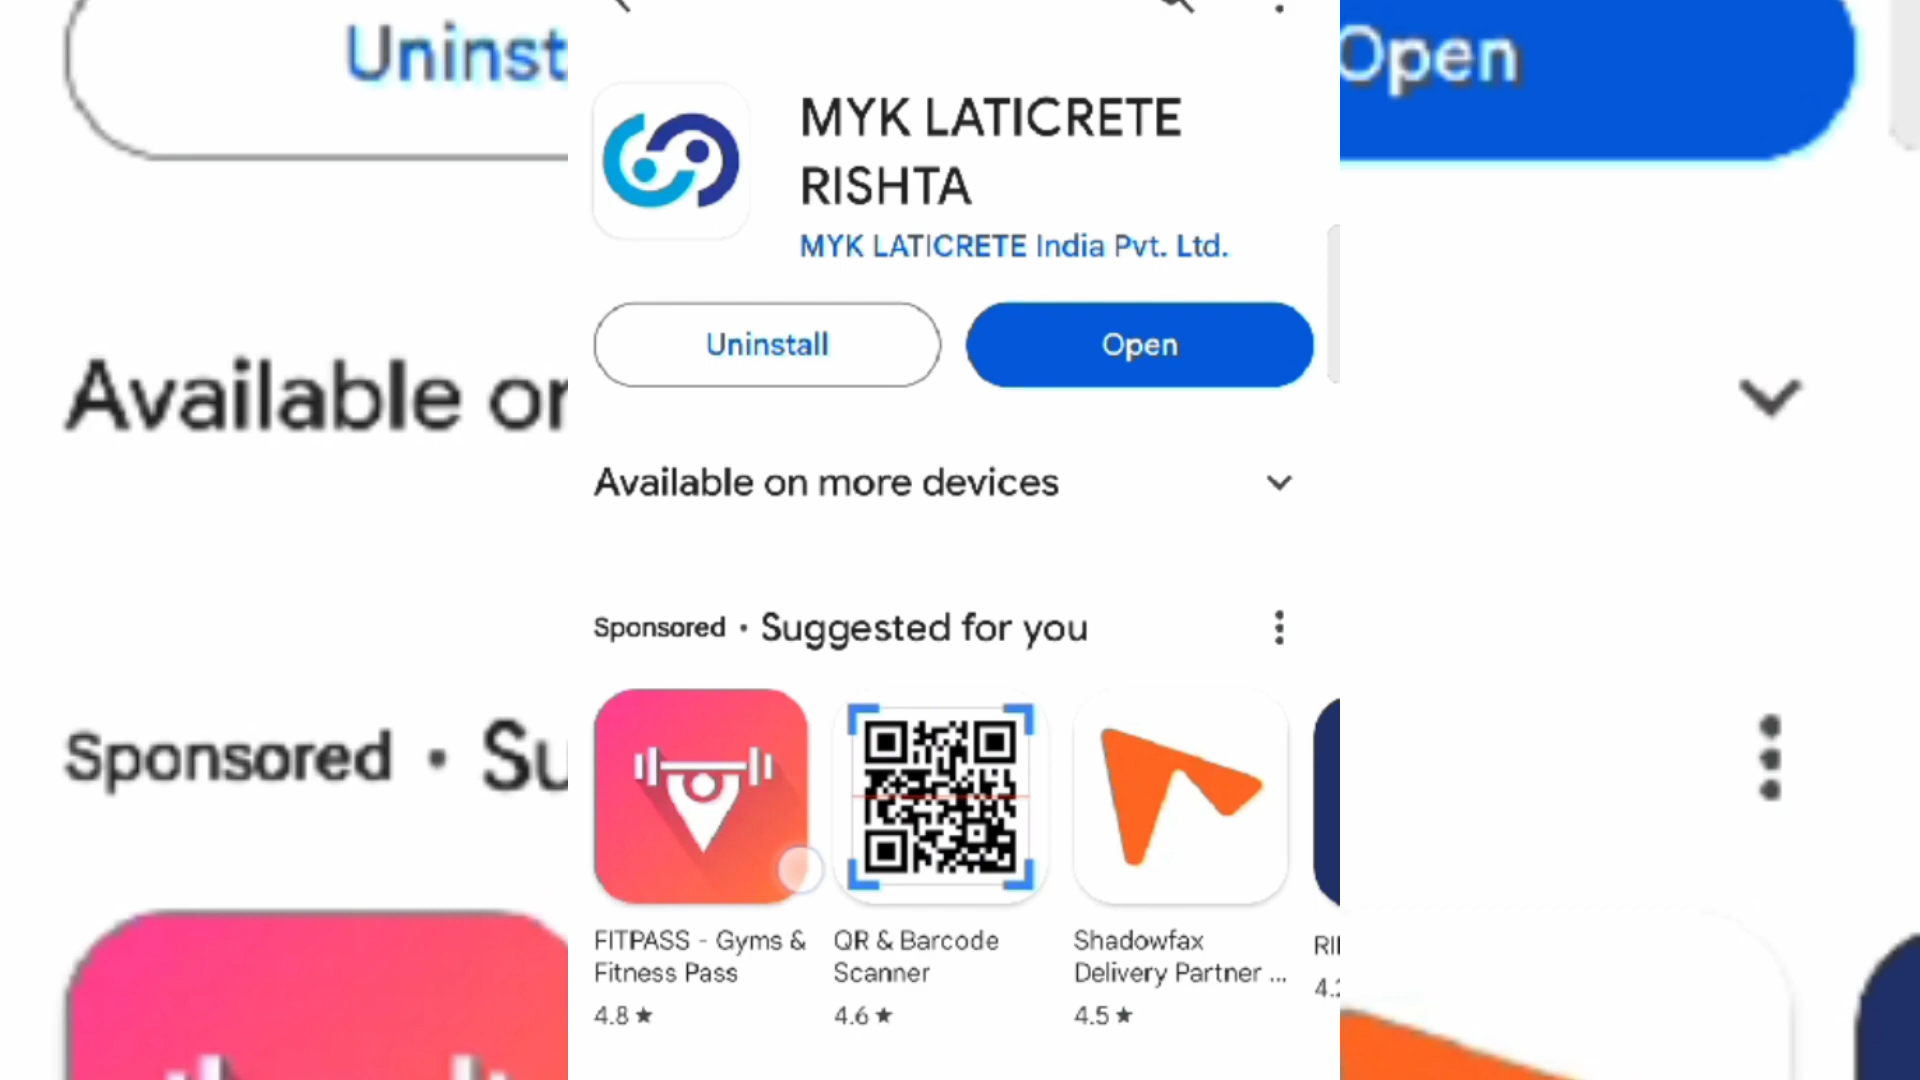 Uninst
Open
MYK LATICRETE
RISHTA
MYK LATICRETE India Pvt. Ltd.
Uninstall
Open
Available on
Available on more devices
Sponsored • Su
Sponsored • Suggested for you
FITPASS - Gyms &
Fitness Pass
4.8 ★
QR & Barcode
Scanner
4.6 ★
Shadowfax
Delivery Partner ...
4.5 ★